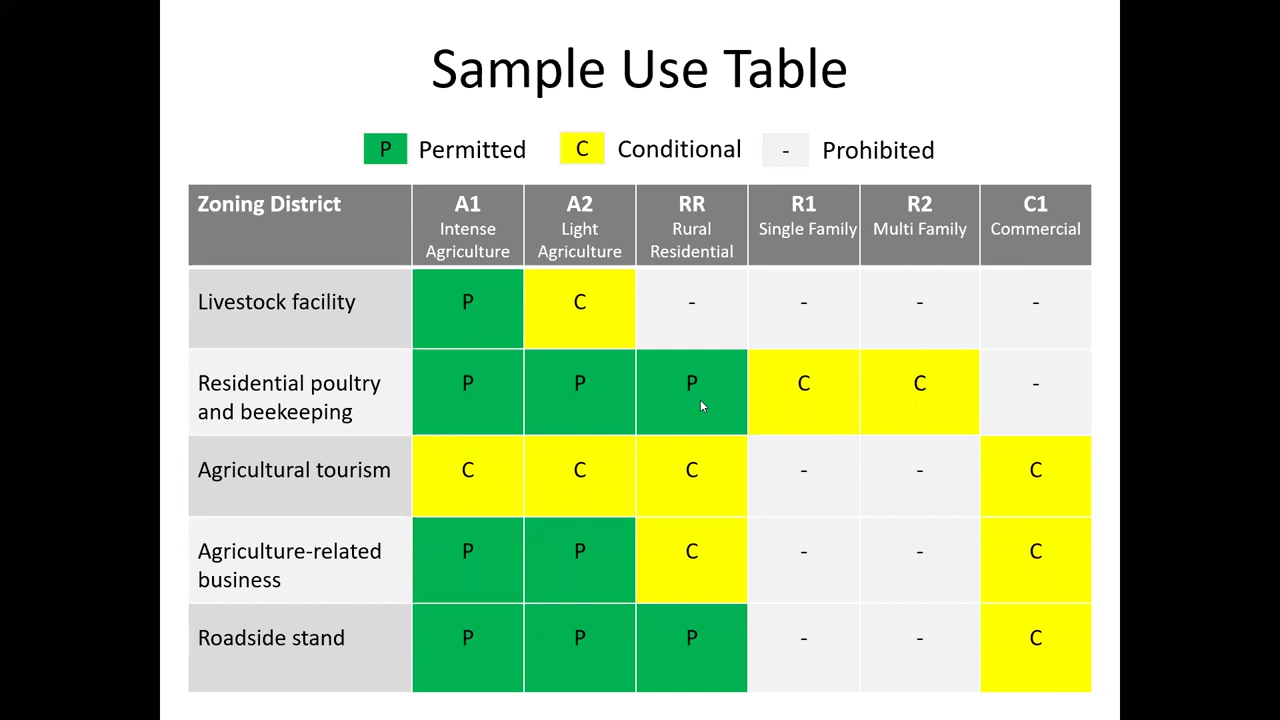 Sample Use Table
P Permitted C Conditional - Prohibited
Zoning District A1 A2 RR R1 R2 C1
Intense Light Rural Single Family Multi Family Commercial
Agriculture Agriculture Residential
Livestock facility P C - - - -
Residential poultry P P P C C -
and beekeeping
Agricultural tourism C C C - - C
Agriculture-related P P C - - C
business
Roadside stand P P P - - C